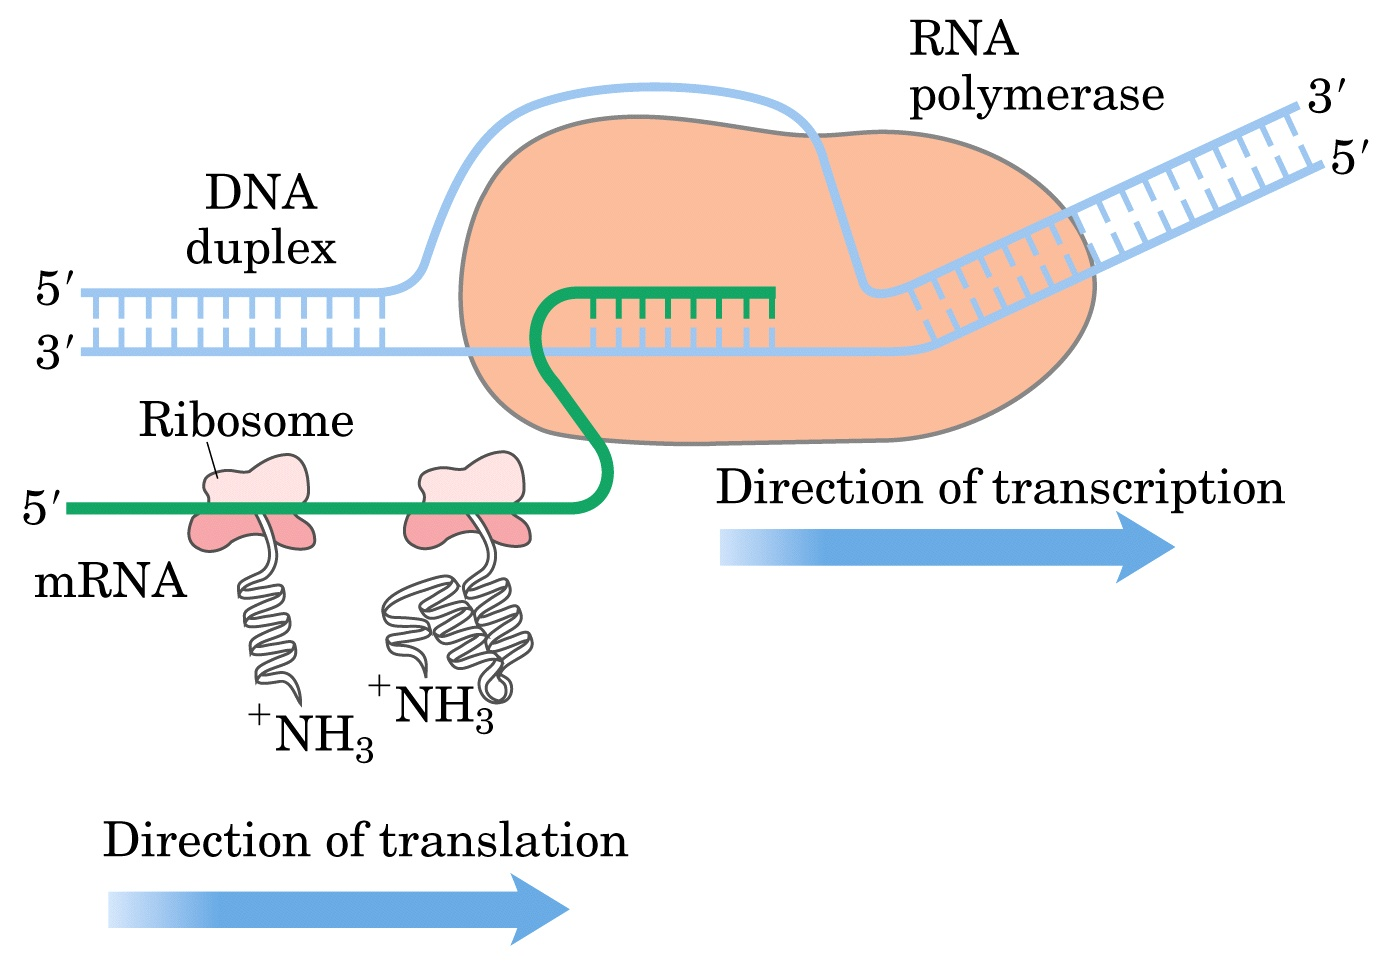 RNA
polymerase
3′
5′
DNA
duplex
5′
3′
Ribosome
5′
mRNA
Direction of transcription
+NH3
+NH3
Direction of translation